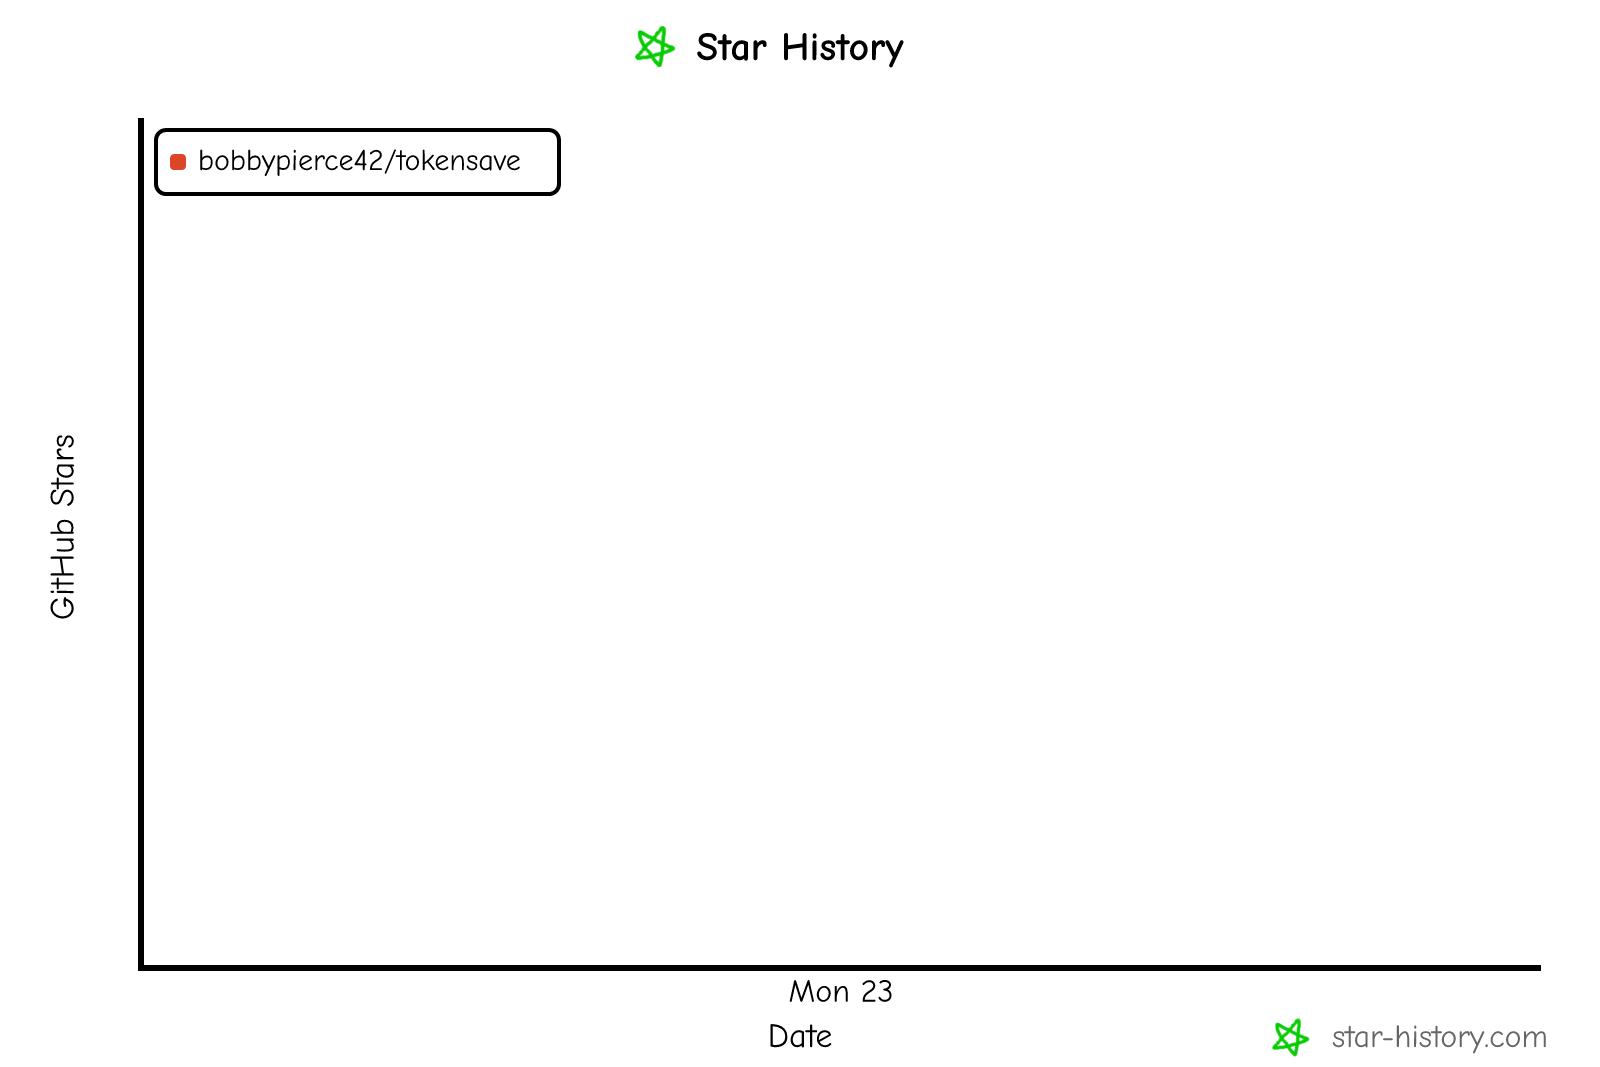 Star History
bobbypierce42/tokensave
GitHub Stars
Mon 23
Date
star-history.com